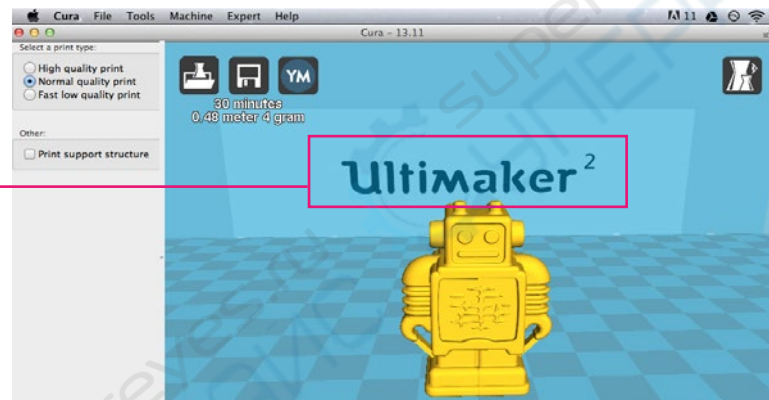 Cura File Tools Machine Expert Help 11
Cura - 13.11
Select a print type:
High quality print
Normal quality print
Fast low quality print
YM
30 minutes
0.48 meter 4 gram
Other:
Print support structure
Ultimaker 2